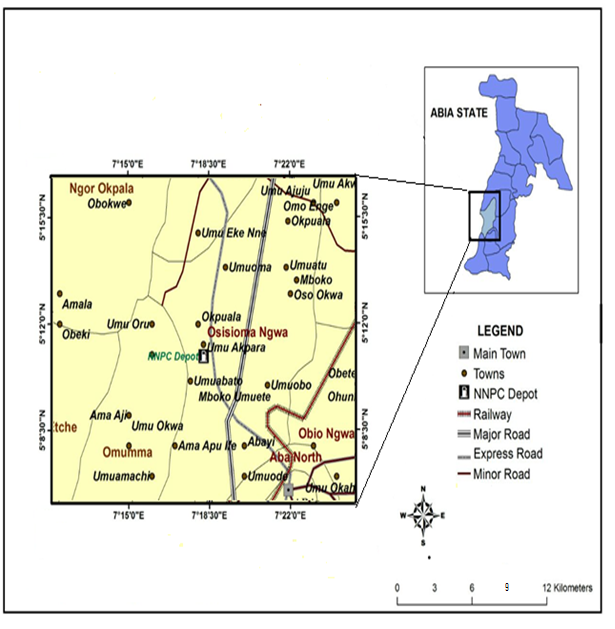 ABIA STATE
7°15'0"E 7°18'30"E 7°22'0"E
5°15'30"N
5°12'0"N
5°8'30"N
Ngor Okpala
Obokwe
Umu Ajuju
Umu Akw
Omo Enge
Okpuala
Umu Eke Nne
Umuoma
Umuatu
Mboko
Oso Okwa
Amala
Obeki
Umu Oru
Okpuala
Osisioma Ngwa
Umu Akpara
NNPC Depot
Umuabato
Mboko Umuete
Umuobo
Obete
Ohun
Ama Aji
Umu Okwa
tche
Omumma
Ama Apu Ife
Abayi
Obio Ngwa
Aba North
Umuamachi
Umuode
Umu Okah
5°15'30"N
5°12'0"N
5°8'30"N
7°15'0"E 7°18'30"E 7°22'0"E
LEGEND
Main Town
Towns
NNPC Depot
Railway
Major Road
Express Road
Minor Road
N
W E
S
0 3 6 9 12 Kilometers